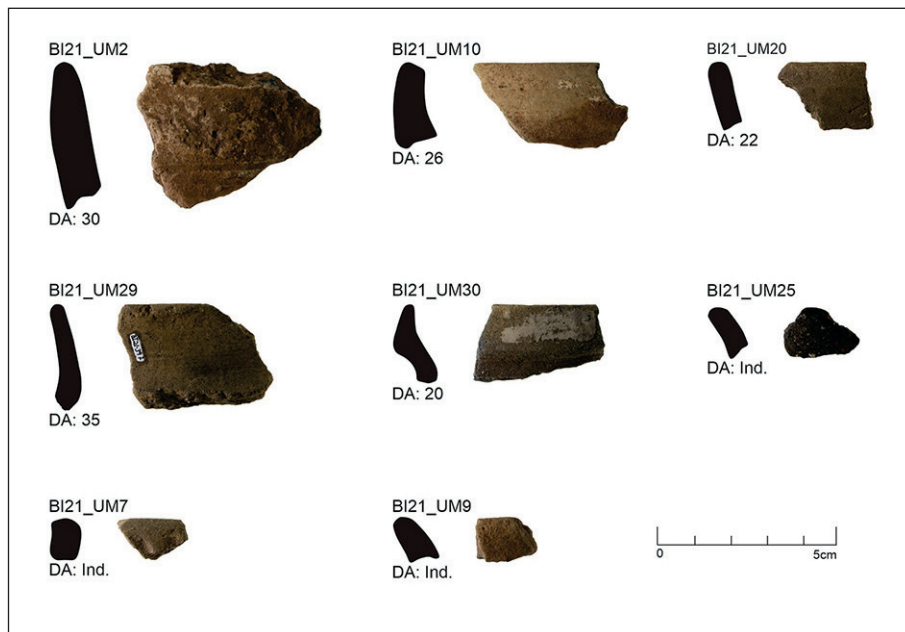 BI21_UM2
DA: 30
BI21_UM10
DA: 26
BI21_UM20
DA: 22
BI21_UM29
DA: 35
BI21_UM30
DA: 20
BI21_UM25
DA: Ind.
BI21_UM7
DA: Ind.
BI21_UM9
DA: Ind.
0
5cm